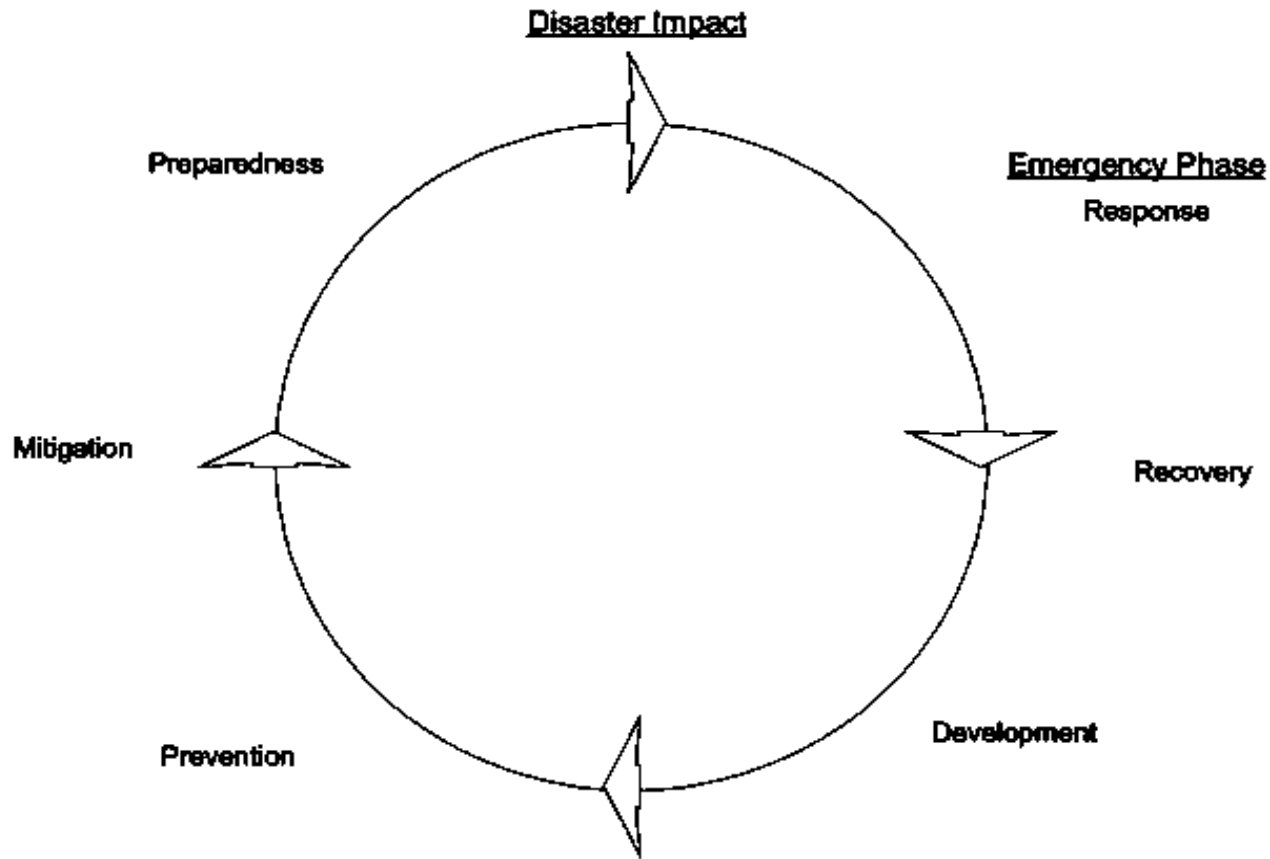 Disaster Impact
Preparedness
Emergency Phase
Response
Mitigation
Recovery
Development
Prevention